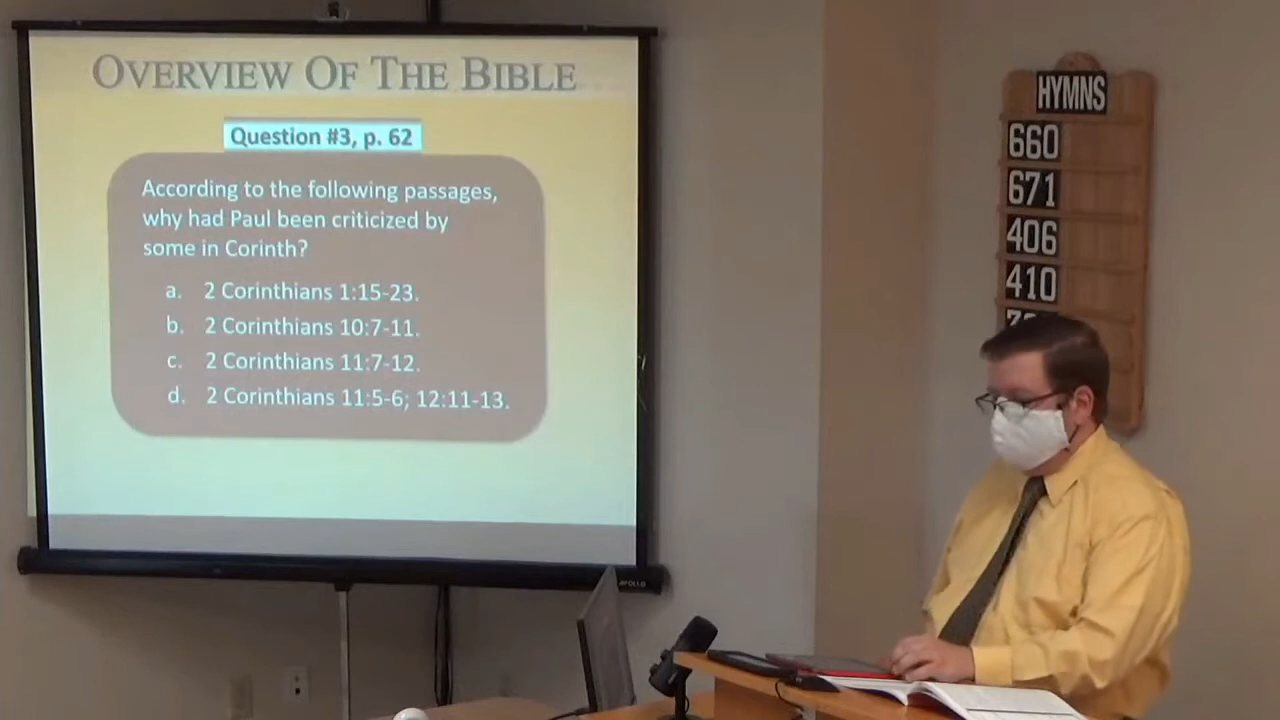 OVERVIEW OF THE BIBLE
Question #3, p. 62
According to the following passages,
why had Paul been criticized by
some in Corinth?
a. 2 Corinthians 1:15-23.
b. 2 Corinthians 10:7-11.
c. 2 Corinthians 11:7-12.
d. 2 Corinthians 11:5-6; 12:11-13.
APOLLO
HYMNS
660
671
406
410